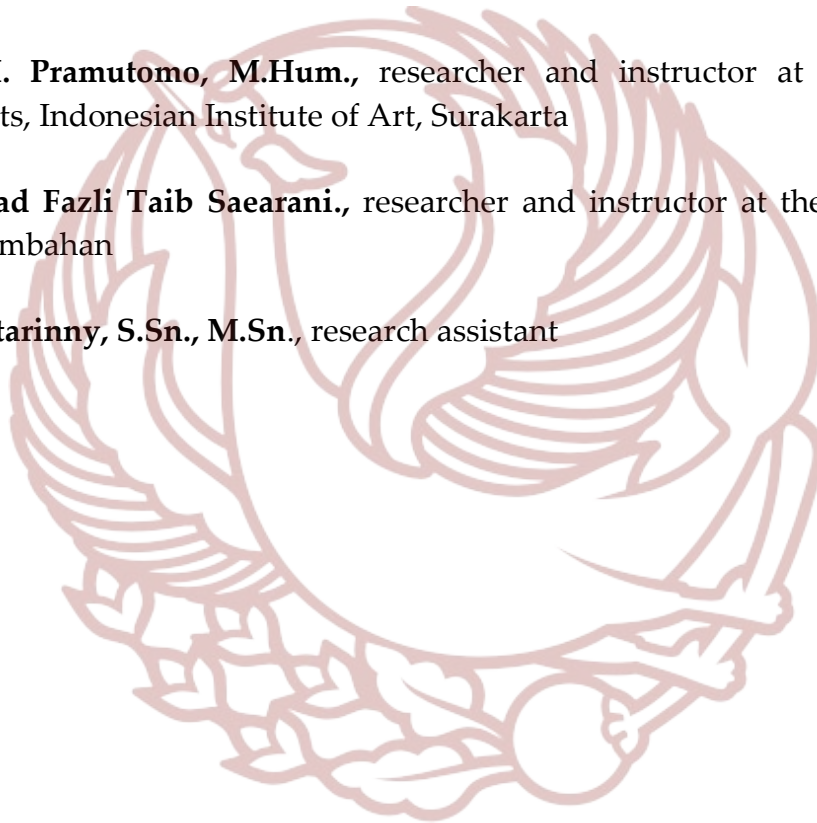 I. Pramutomo, M.Hum., researcher and instructor at
ts, Indonesian Institute of Art, Surakarta
ad Fazli Taib Saearani., researcher and instructor at the
mbahan
tarinny, S.Sn., M.Sn., research assistant